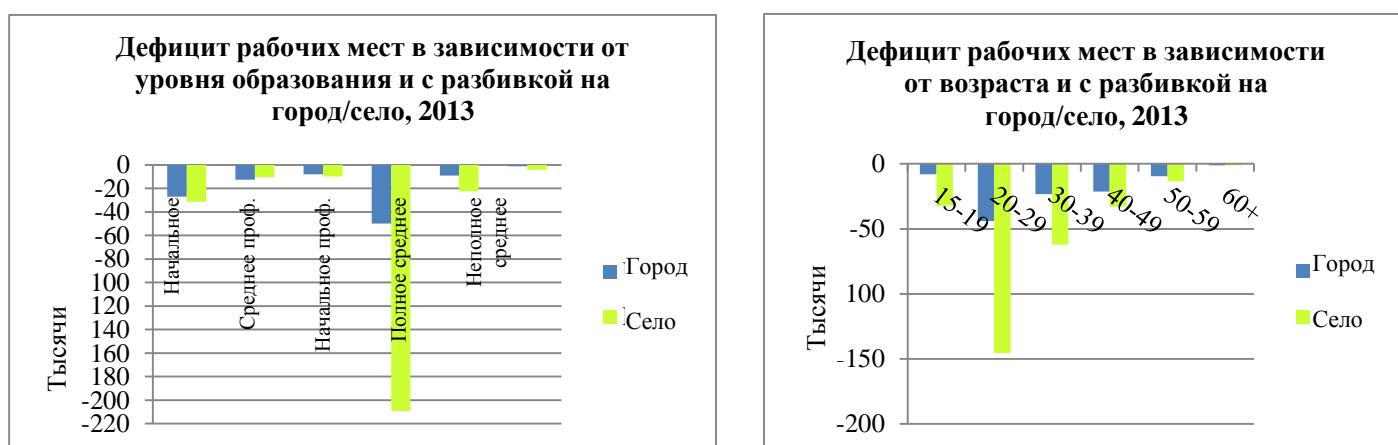 Дефицит рабочих мест в зависимости от
уровня образования и с разбивкой на
город/село, 2013
0
-20
-40
-60
-80
-100
-120
-140
-160
-180
-200
-220
Тысячи
Начальное
Среднее проф.
Начальное проф.
Полное среднее
Неполное
среднее
Город
Село
Дефицит рабочих мест в зависимости
от возраста и с разбивкой на
город/село, 2013
0
-50
-100
-150
-200
Тысячи
15-19
20-29
30-39
40-49
50-59
60+
Город
Село